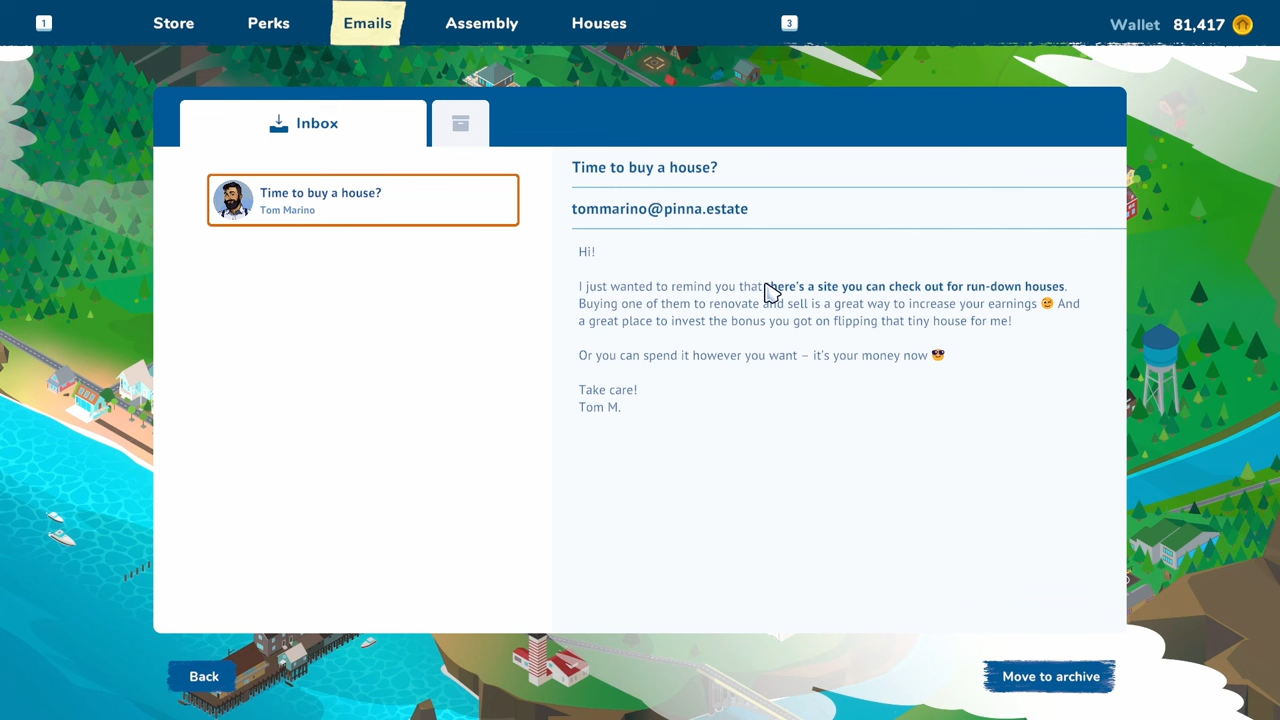 1 Store Perks Emails Assembly Houses 3 Wallet 81,417
Inbox
Time to buy a house?
Tom Marino
Time to buy a house?
tommarino@pinna.estate
Hi!
I just wanted to remind you that there's a site you can check out for run-down houses.
Buying one of them to renovate and sell is a great way to increase your earnings 😉 And
a great place to invest the bonus you got on flipping that tiny house for me!
Or you can spend it however you want – it's your money now 😎
Take care!
Tom M.
Back
Move to archive